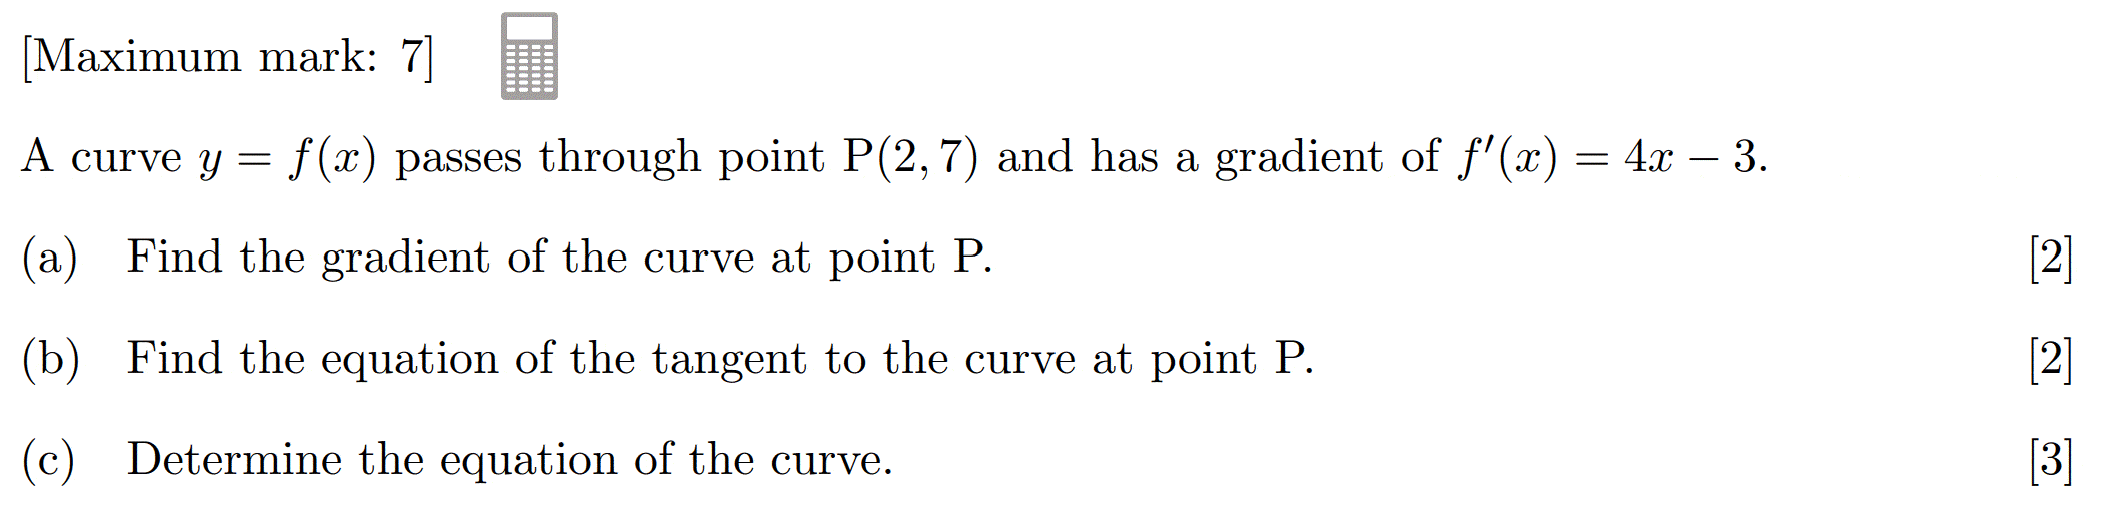 [Maximum mark: 7]
A curve y = f(x) passes through point P(2, 7) and has a gradient of f′(x) = 4x − 3.
(a) Find the gradient of the curve at point P. [2]
(b) Find the equation of the tangent to the curve at point P. [2]
(c) Determine the equation of the curve. [3]